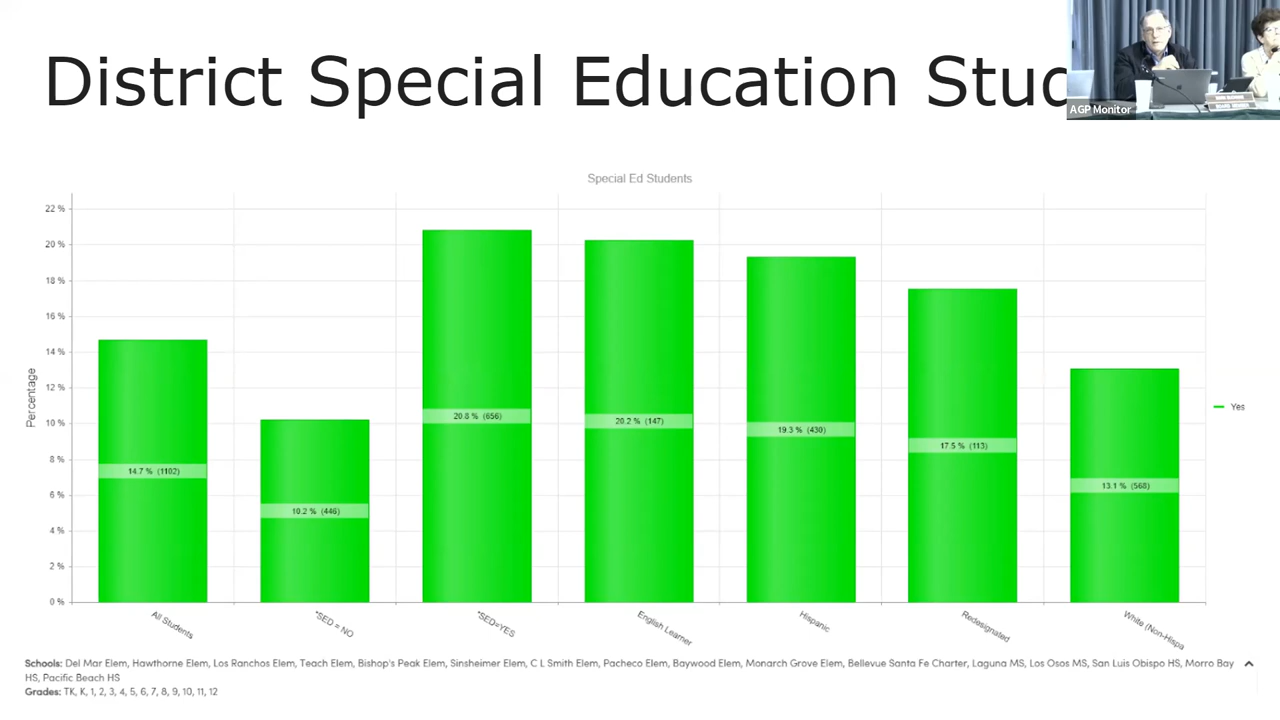 District Special Education Stud
AGP Monitor
Special Ed Students
22 %
20 %
18 %
16 %
14 %
12 %
10 %
8 %
6 %
4 %
2 %
0 %
Percentage
14.7 % (1102)
10.2 % (446)
20.8 % (656)
20.2 % (147)
19.3 % (430)
17.5 % (113)
13.1 % (568)
Yes
All Students
*SED = NO
*SED=YES
English Learner
Hispanic
Redesignated
White (Non-Hispa
Schools: Del Mar Elem, Hawthorne Elem, Los Ranchos Elem, Teach Elem, Bishop's Peak Elem, Sinsheimer Elem, C L Smith Elem, Pacheco Elem, Baywood Elem, Monarch Grove Elem, Bellevue Santa Fe Charter, Laguna MS, Los Osos MS, San Luis Obispo HS, Morro Bay
HS, Pacific Beach HS
Grades: TK, K, 1, 2, 3, 4, 5, 6, 7, 8, 9, 10, 11, 12